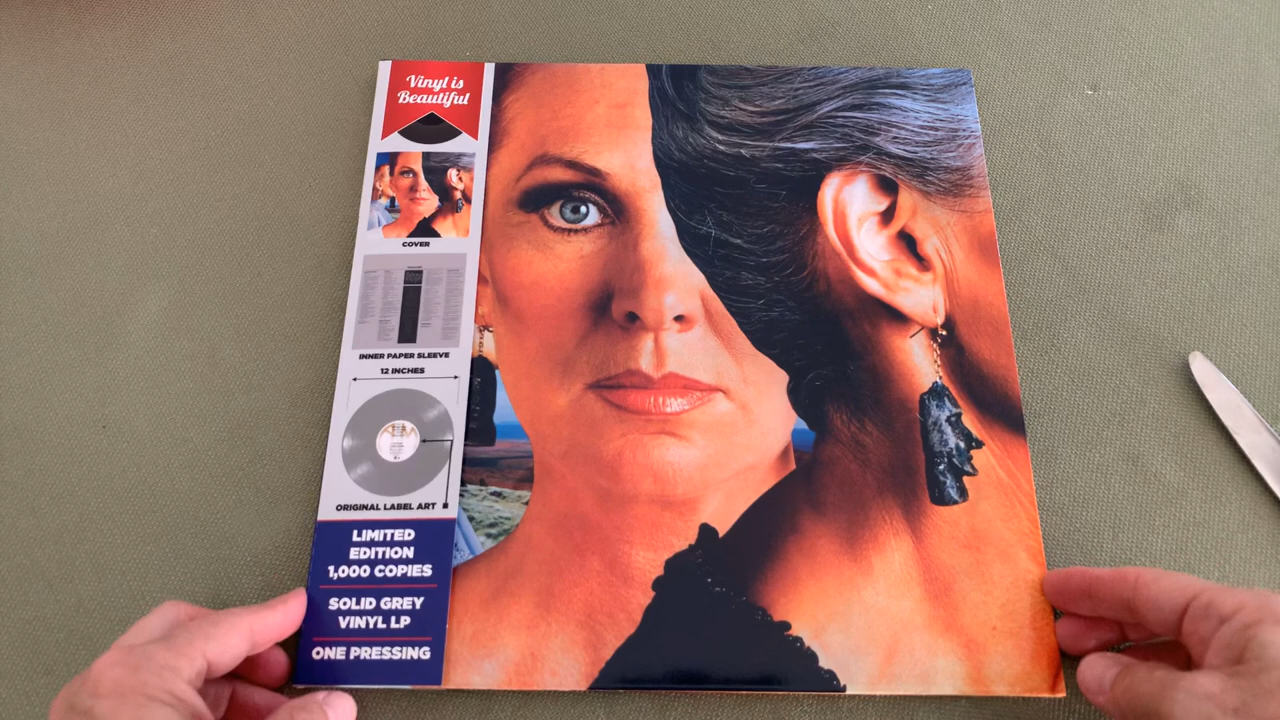 Vinyl is
Beautiful
COVER
INNER PAPER SLEEVE
12 INCHES
ORIGINAL LABEL ART
LIMITED
EDITION
1,000 COPIES
SOLID GREY
VINYL LP
ONE PRESSING